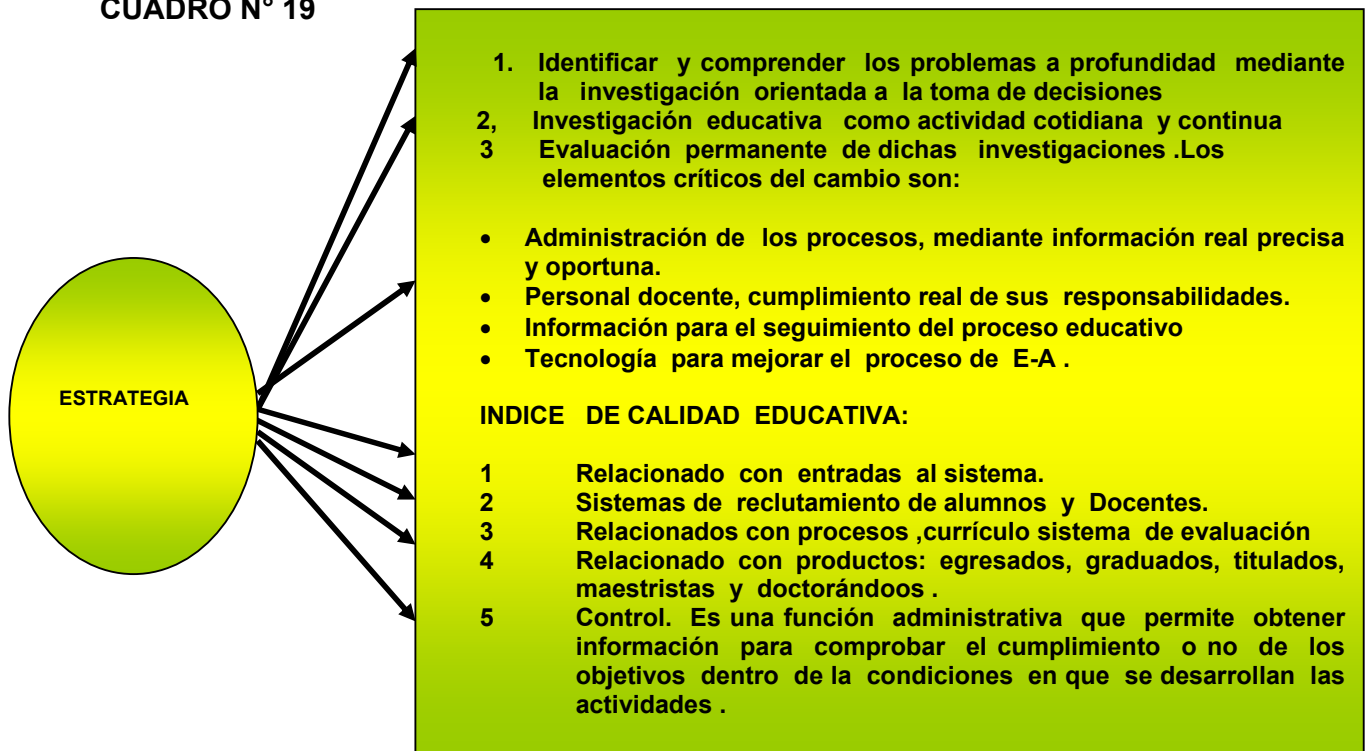 CUADRO N° 19
1. Identificar y comprender los problemas a profundidad mediante
la investigación orientada a la toma de decisiones
2, Investigación educativa como actividad cotidiana y continua
3 Evaluación permanente de dichas investigaciones .Los
elementos críticos del cambio son:
• Administración de los procesos, mediante información real precisa
y oportuna.
• Personal docente, cumplimiento real de sus responsabilidades.
• Información para el seguimiento del proceso educativo
• Tecnología para mejorar el proceso de E-A .
ESTRATEGIA
INDICE DE CALIDAD EDUCATIVA:
1 Relacionado con entradas al sistema.
2 Sistemas de reclutamiento de alumnos y Docentes.
3 Relacionados con procesos ,currículo sistema de evaluación
4 Relacionado con productos: egresados, graduados, titulados,
maestristas y doctorándoos .
5 Control. Es una función administrativa que permite obtener
información para comprobar el cumplimiento o no de los
objetivos dentro de la condiciones en que se desarrollan las
actividades .